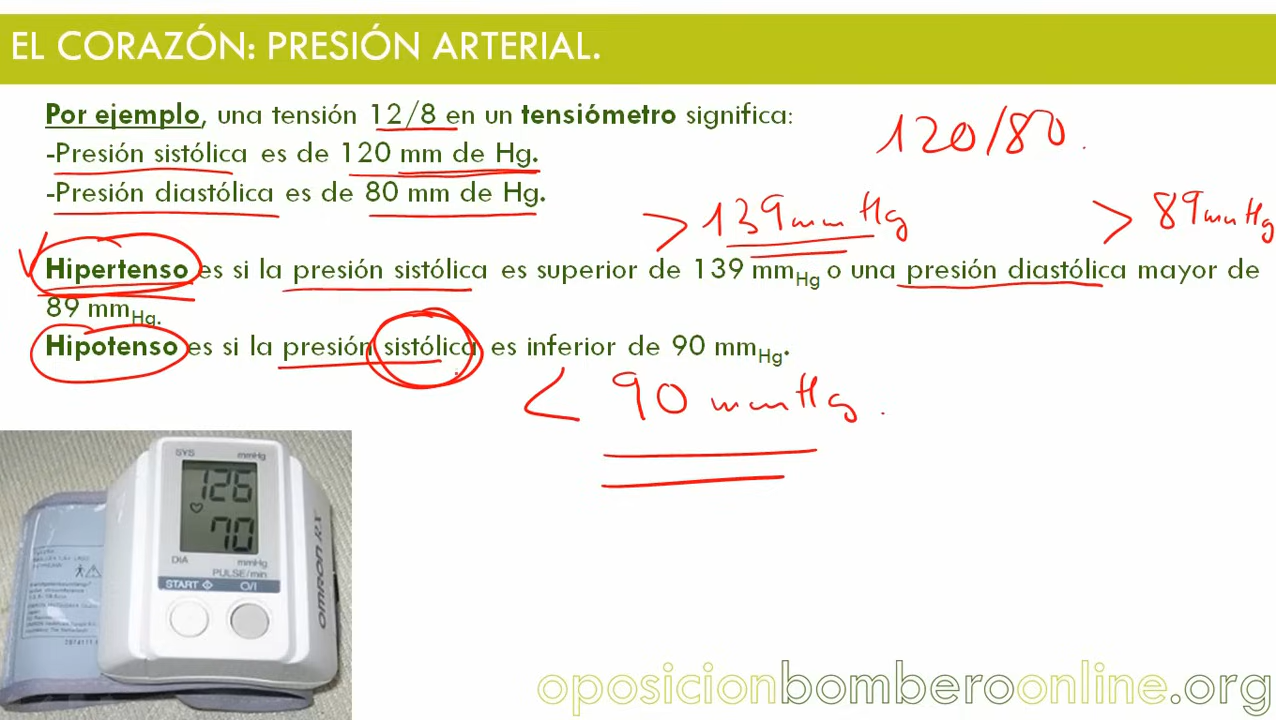 EL CORAZÓN: PRESIÓN ARTERIAL.
Por ejemplo, una tensión 12/8 en un tensiómetro significa:
120/80.
-Presión sistólica es de 120 mm de Hg.
-Presión diastólica es de 80 mm de Hg.
>139mmHg
>89mmHg
Hipertenso es si la presión sistólica es superior de 139 mmHg o una presión diastólica mayor de
89 mmHg.
Hipotenso es si la presión sistólica es inferior de 90 mmHg.
< 90 mmHg.
SYS mmHg
126
70
DIA mmHg
PULSE/min
START O/I
OMRON RX
oposicionbomberoonline.org